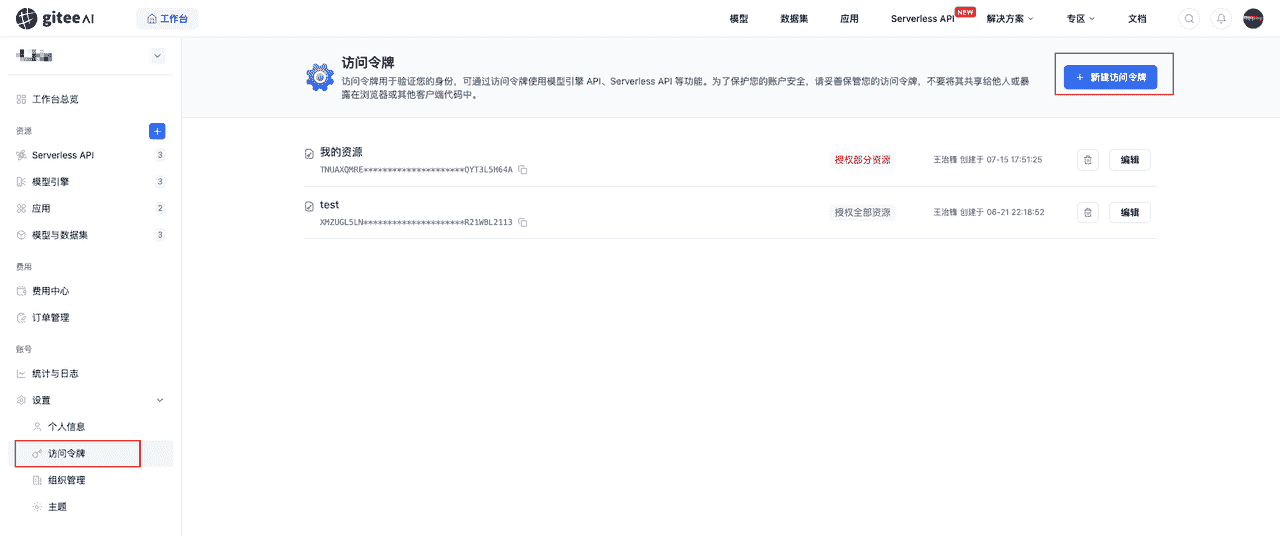 gitee AI
工作台
模型
数据集
应用
Serverless API
NEW
解决方案
专区
文档
工作台总览
资源
Serverless API 3
模型引擎 3
应用 2
模型与数据集 3
费用
费用中心
订单管理
账号
统计与日志
设置
个人信息
访问令牌
组织管理
主题
访问令牌
访问令牌用于验证您的身份，可通过访问令牌使用模型引擎 API、Serverless API 等功能。为了保护您的账户安全，请妥善保管您的访问令牌，不要将其共享给他人或暴
露在浏览器或其他客户端代码中。
+ 新建访问令牌
我的资源
TNUAXQMRE*********************QYT3L5M64A
授权部分资源
王治锋 创建于 07-15 17:51:25
编辑
test
XMZUGL5LN*********************R21WBL2113
授权全部资源
王治锋 创建于 06-21 22:18:52
编辑